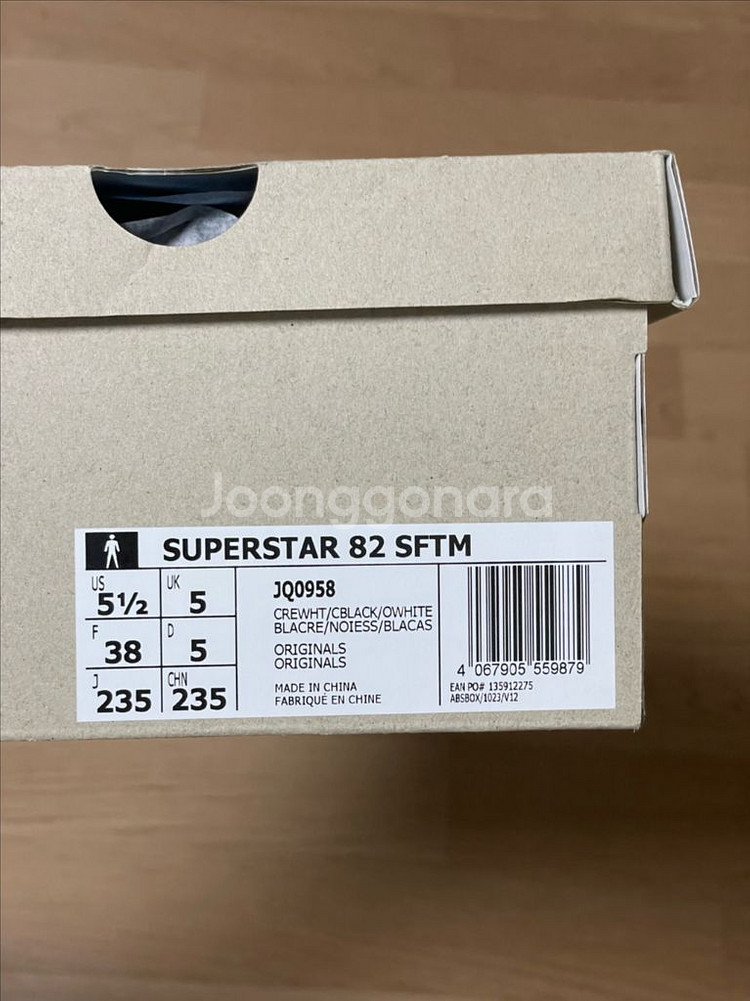 Joonggonara
SUPERSTAR 82 SFTM
US
5½
UK
5
F
38
D
5
J
235
CHN
235
JQ0958
CREWHT/CBLACK/OWHITE
BLACRE/NOIESS/BLACAS
ORIGINALS
ORIGINALS
MADE IN CHINA
FABRIQUÉ EN CHINE
4 067905 559879
EAN PO# 135912275
ABSBOX/1023/V12